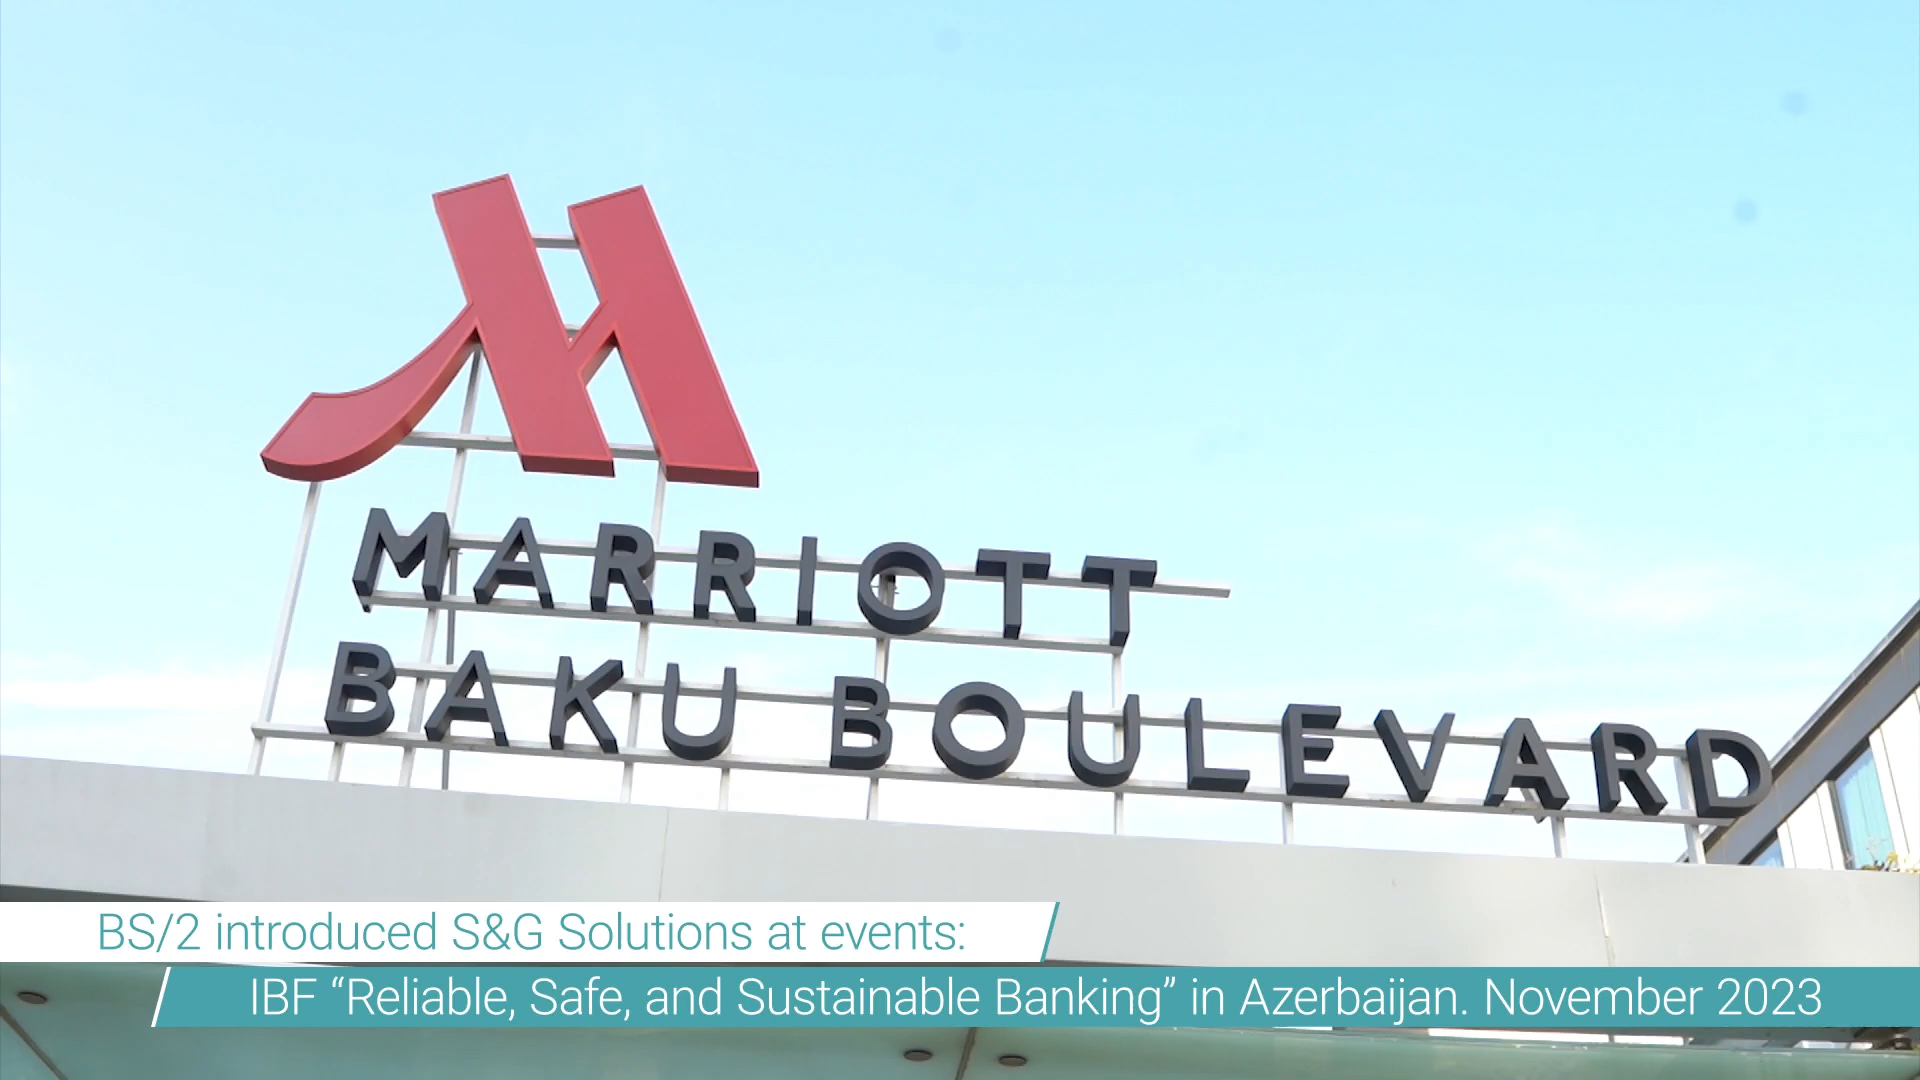 MARRIOTT
BAKU BOULEVARD
BS/2 introduced S&G Solutions at events:
IBF “Reliable, Safe, and Sustainable Banking” in Azerbaijan. November 2023